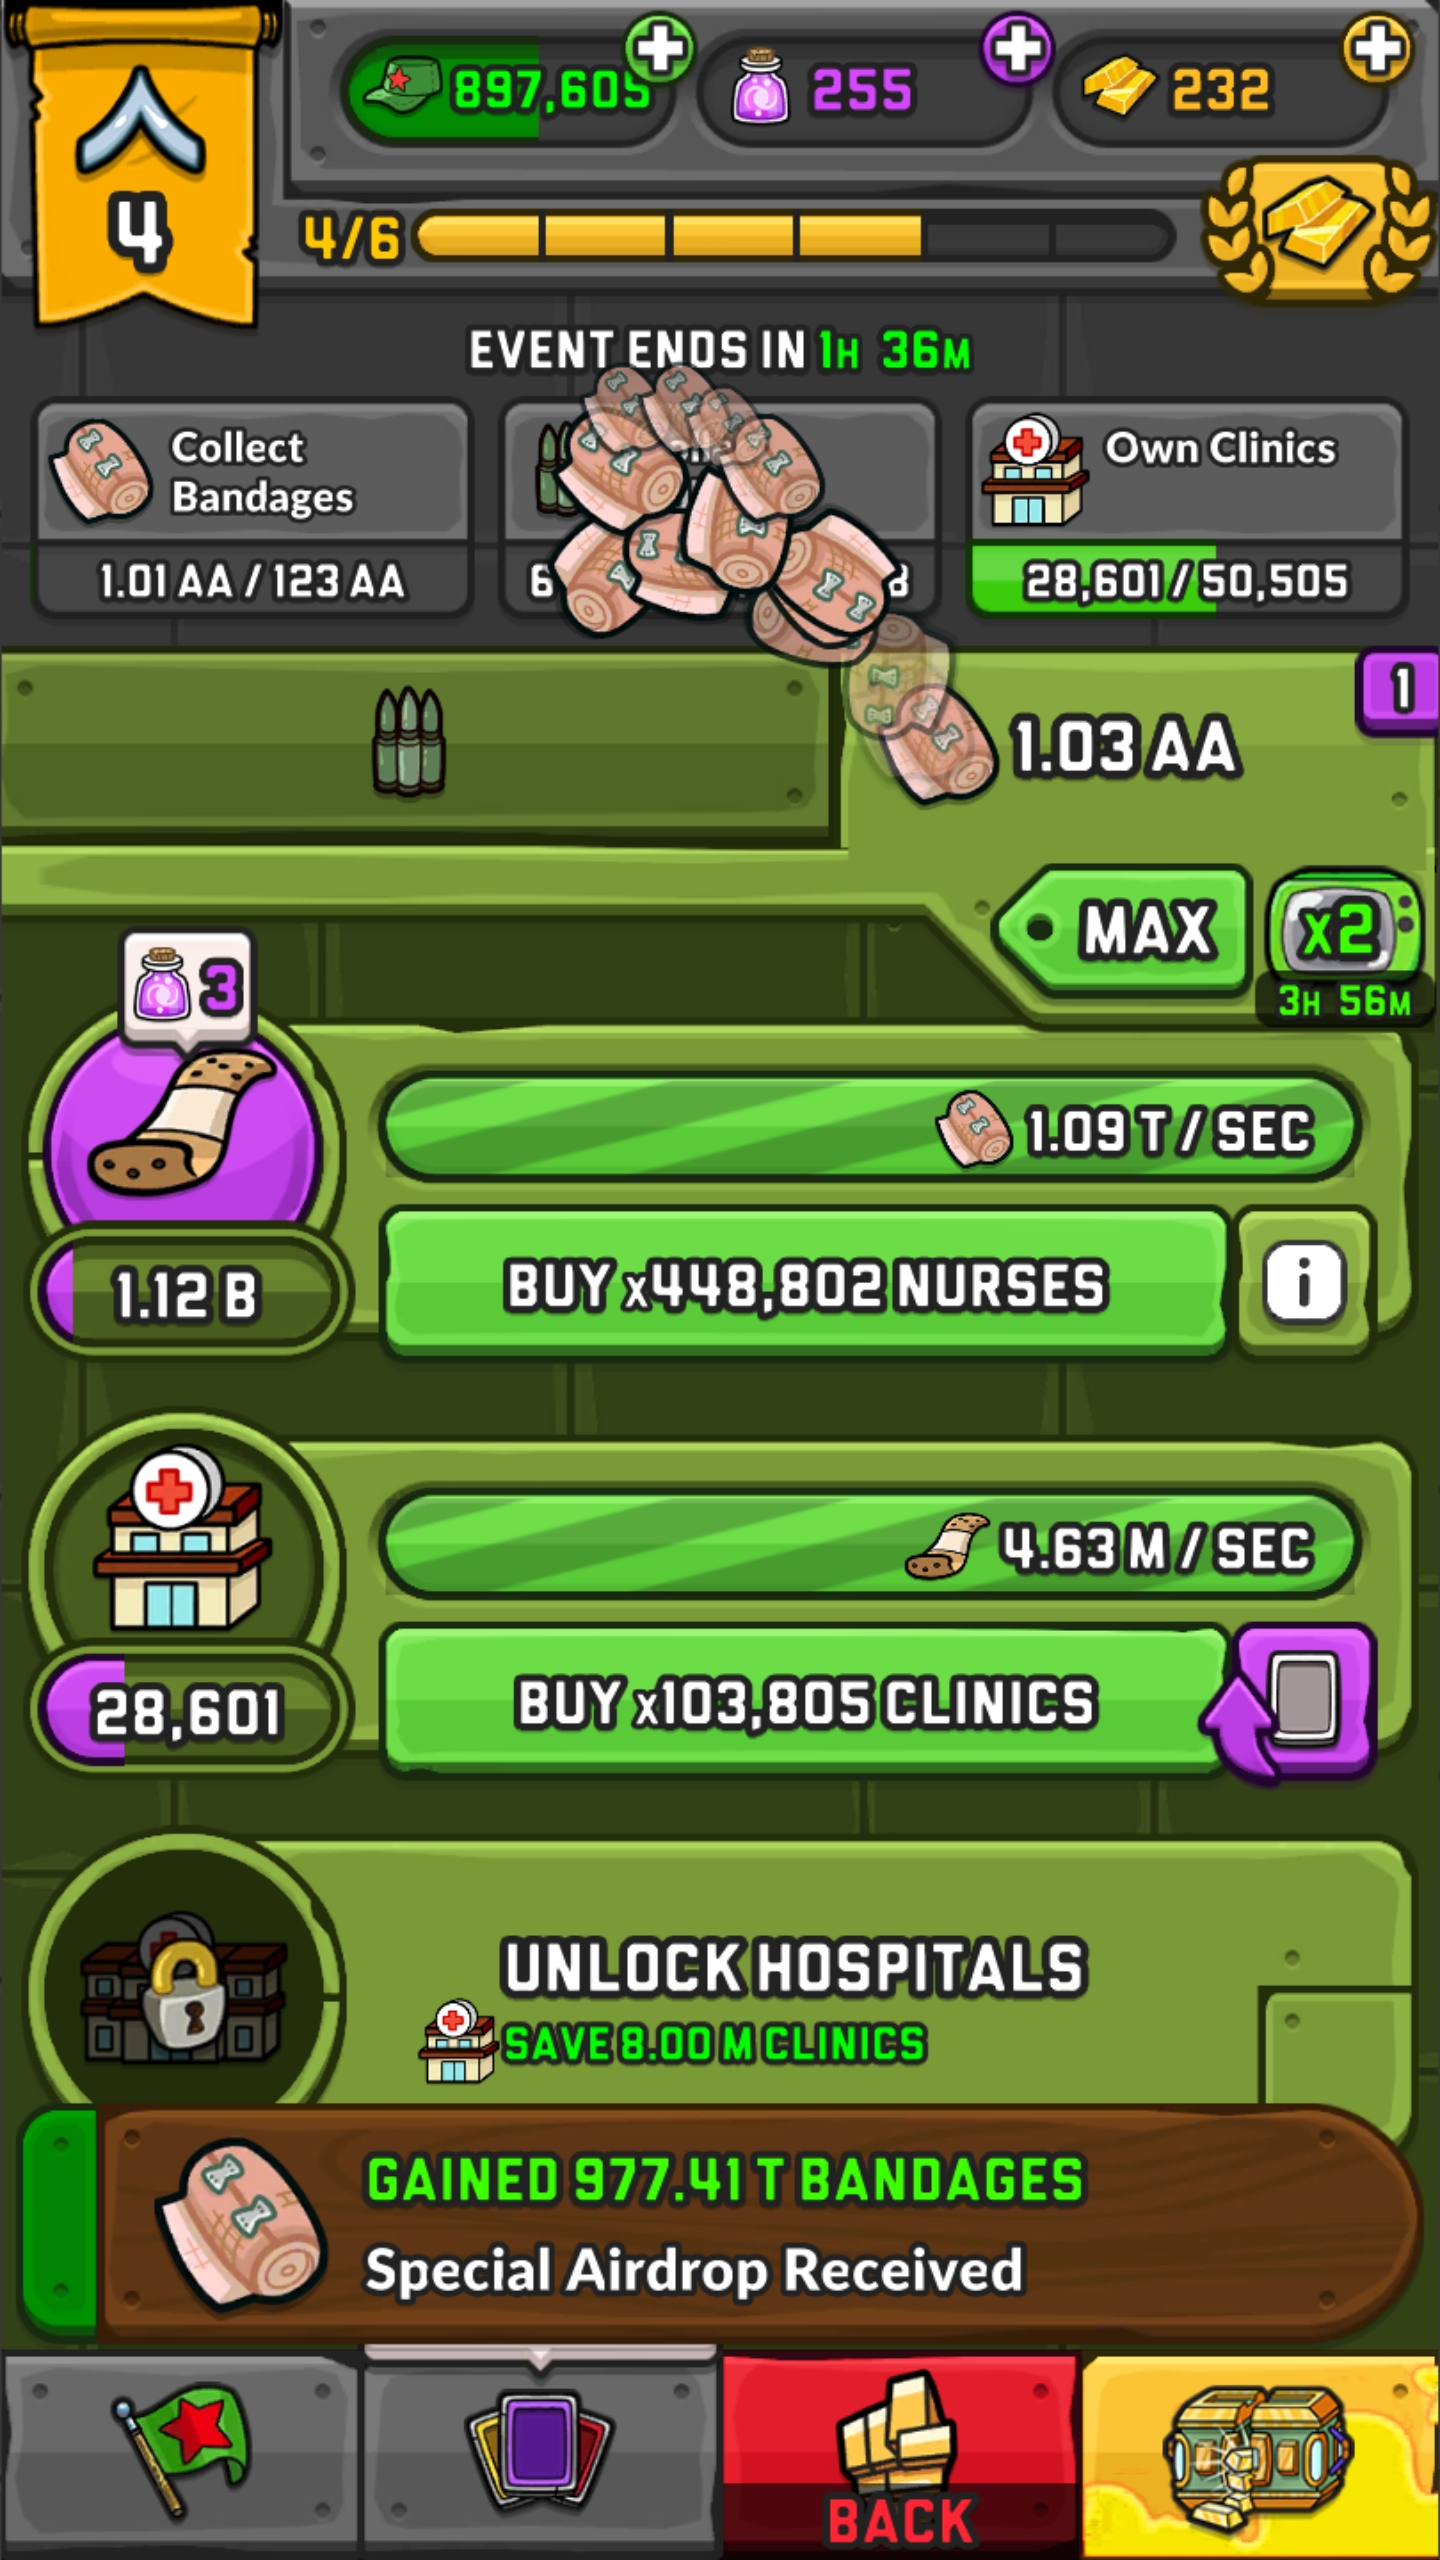 897,605
255
232
4
4/6
EVENT ENDS IN 1H 36M
Collect
Bandages
1.01 AA / 123 AA
Own Clinics
28,601 / 50,505
1
1.03 AA
MAX
x2
3H 56M
3
1.09 T / SEC
1.12 B
BUY x448,802 NURSES
i
4.63 M / SEC
28,601
BUY x103,805 CLINICS
UNLOCK HOSPITALS
SAVE 8.00 M CLINICS
GAINED 977.41 T BANDAGES
Special Airdrop Received
BACK